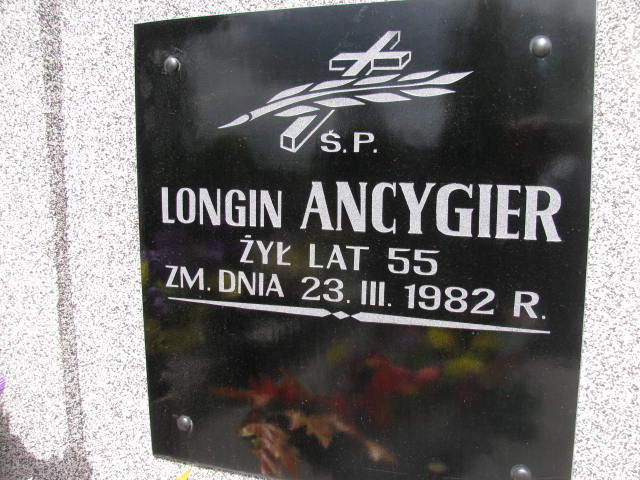 Ś.P.
LONGIN ANCYGIER
ŻYŁ LAT 55
ZM. DNIA 23. III. 1982 R.